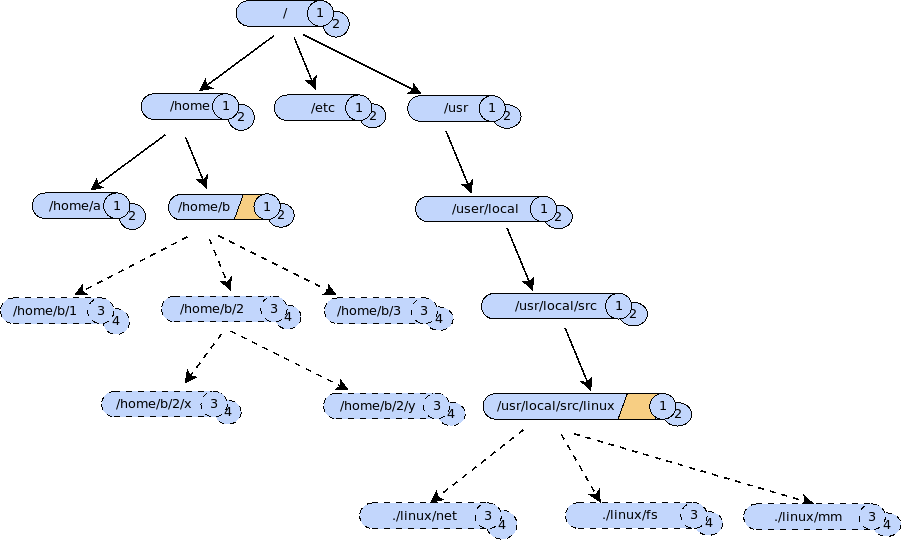 / 1 2
/home 1 2
/etc 1 2
/usr 1 2
/home/a 1 2
/home/b 1 2
/user/local 1 2
/home/b/1 3 4
/home/b/2 3 4
/home/b/3 3 4
/usr/local/src 1 2
/home/b/2/x 3 4
/home/b/2/y 3 4
/usr/local/src/linux 1 2
./linux/net 3 4
./linux/fs 3 4
./linux/mm 3 4